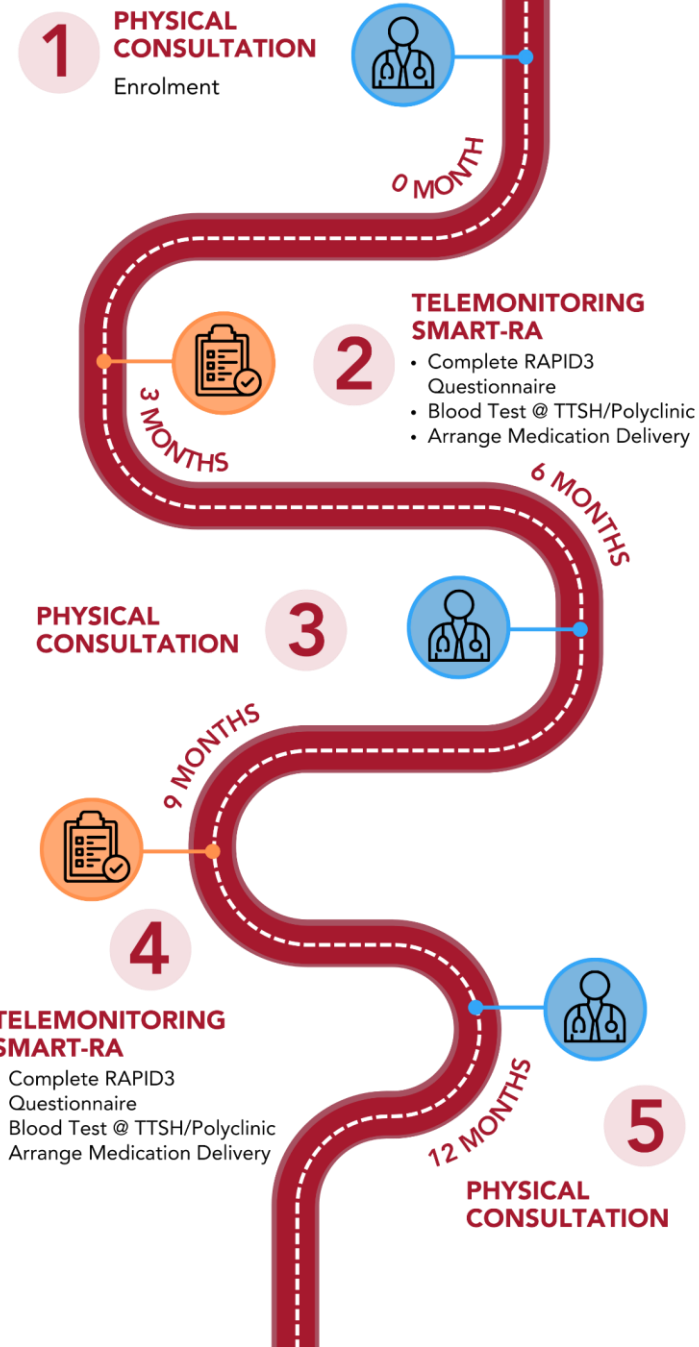 1
PHYSICAL
CONSULTATION
Enrolment
0 MONTH
2
TELEMONITORING
SMART-RA
• Complete RAPID3
Questionnaire
• Blood Test @ TTSH/Polyclinic
• Arrange Medication Delivery
3 MONTHS
6 MONTHS
3
PHYSICAL
CONSULTATION
9 MONTHS
4
TELEMONITORING
SMART-RA
Complete RAPID3
Questionnaire
Blood Test @ TTSH/Polyclinic
Arrange Medication Delivery
12 MONTHS
5
PHYSICAL
CONSULTATION